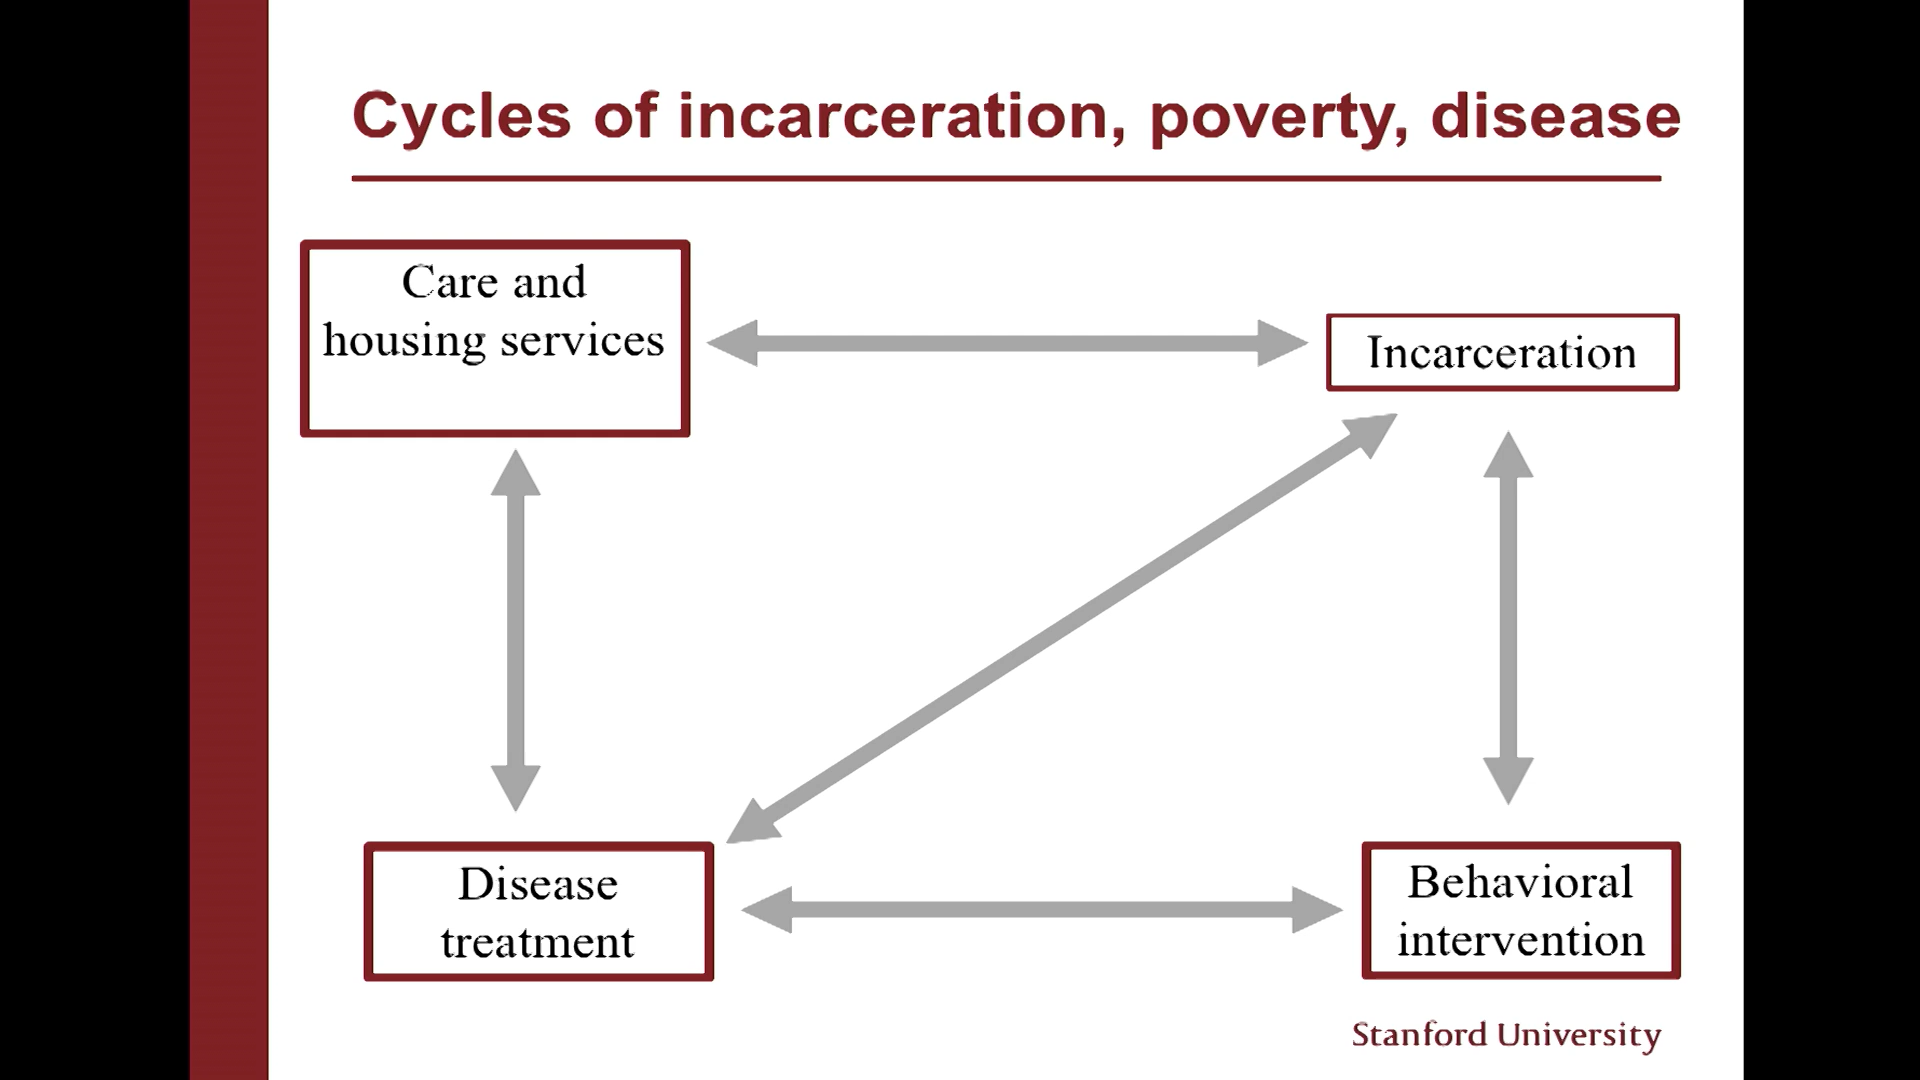 Cycles of incarceration, poverty, disease
Care and
housing services
Incarceration
Disease
treatment
Behavioral
intervention
Stanford University